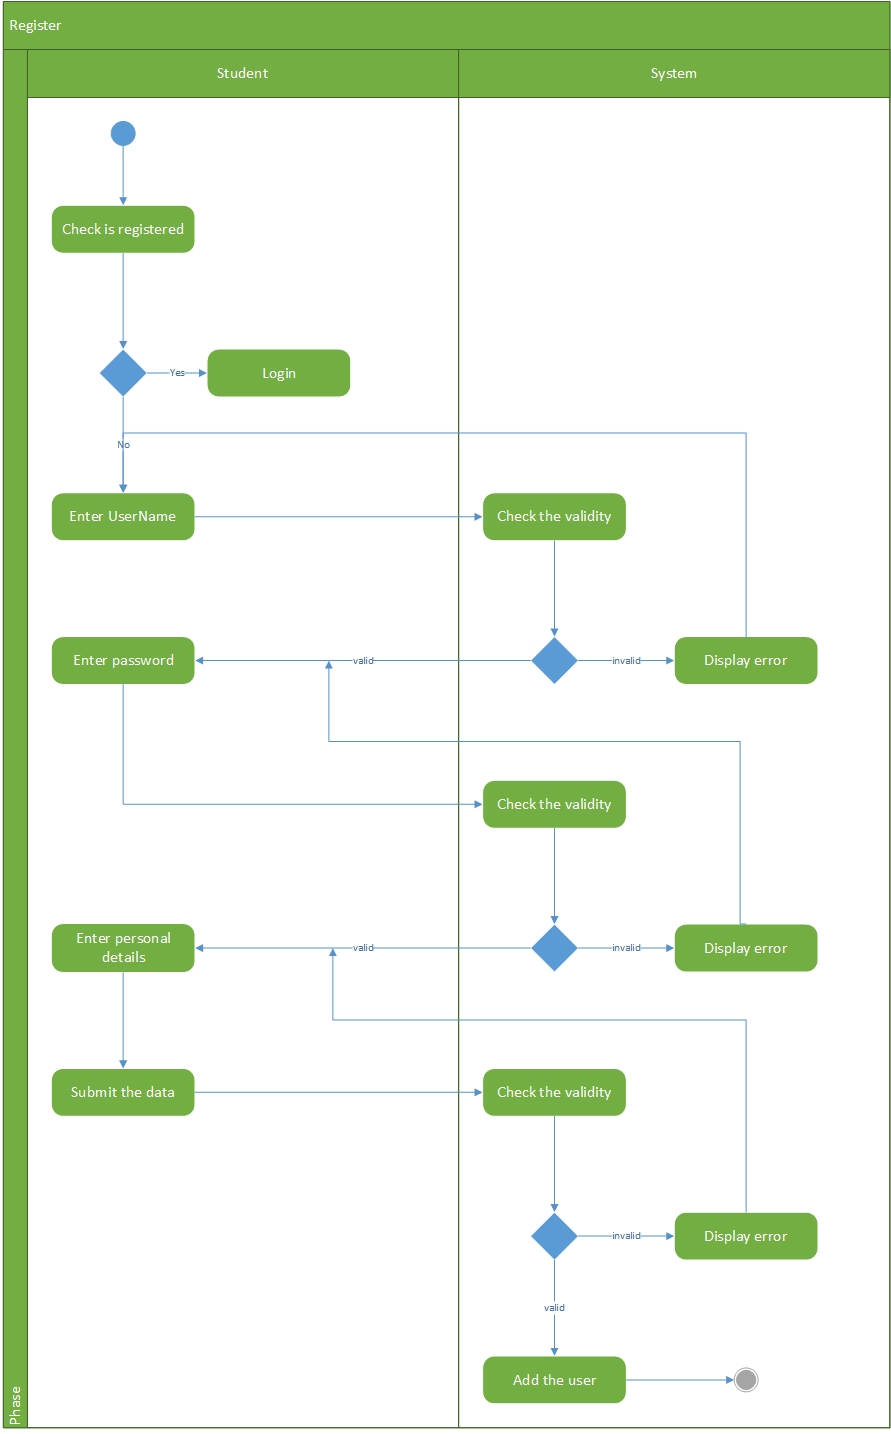 Register
Student
System
Check is registered
Yes
Login
No
Enter UserName
Check the validity
Enter password
valid
invalid
Display error
Check the validity
Enter personal
details
valid
invalid
Display error
Submit the data
Check the validity
invalid
Display error
valid
Add the user
Phase